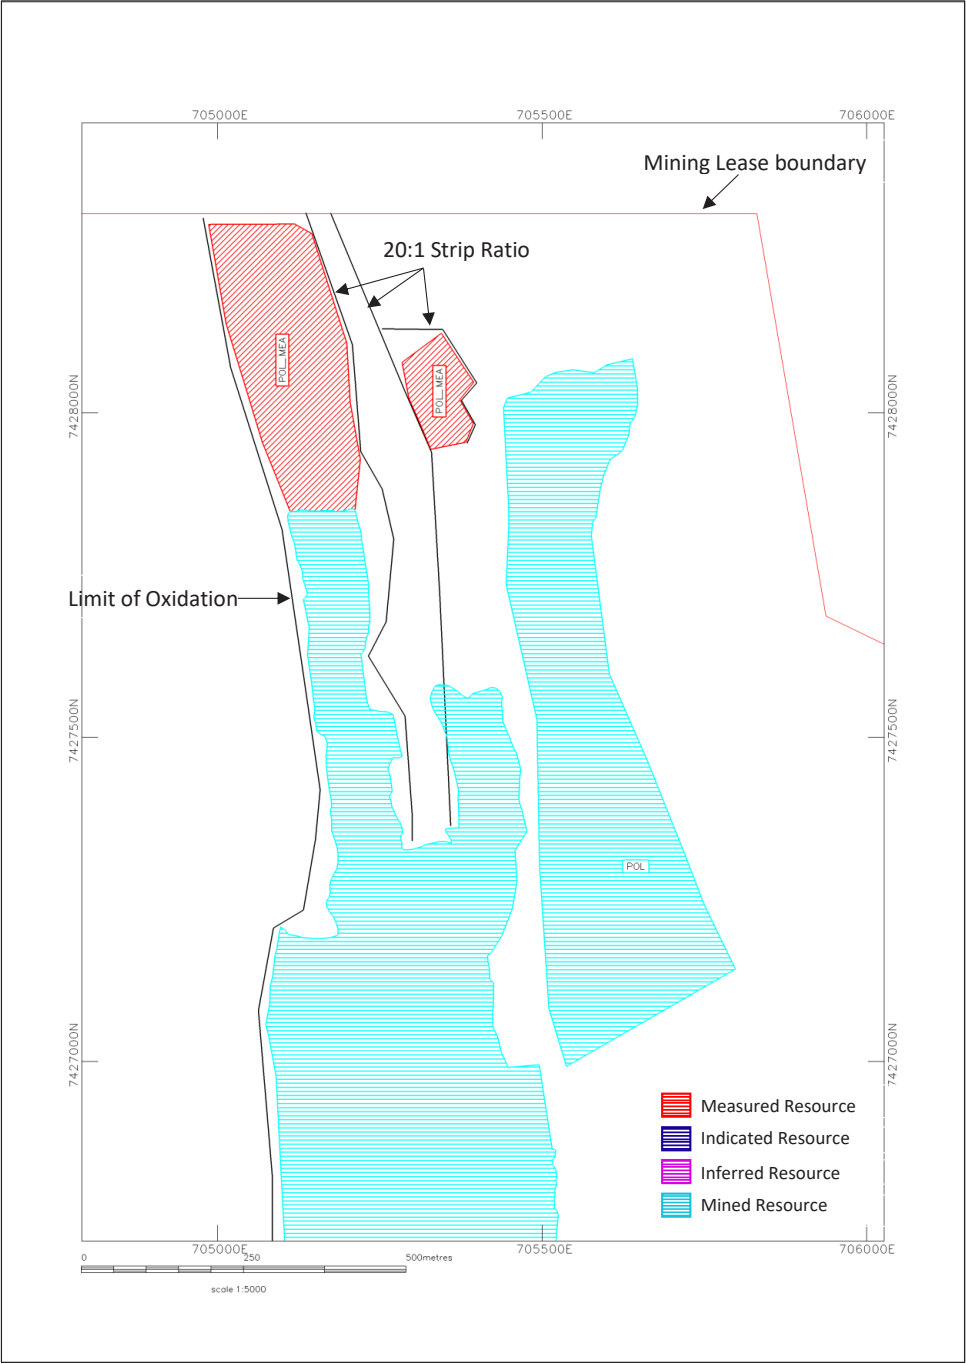 705000E
705500E
706000E
Mining Lease boundary
20:1 Strip Ratio
POL_MEA
POL_MEA
7428000N
7428000N
Limit of Oxidation
7427500N
7427500N
POL
7427000N
7427000N
Measured Resource
Indicated Resource
Inferred Resource
Mined Resource
705000E
705500E
706000E
0
250
500metres
scale 1:5000